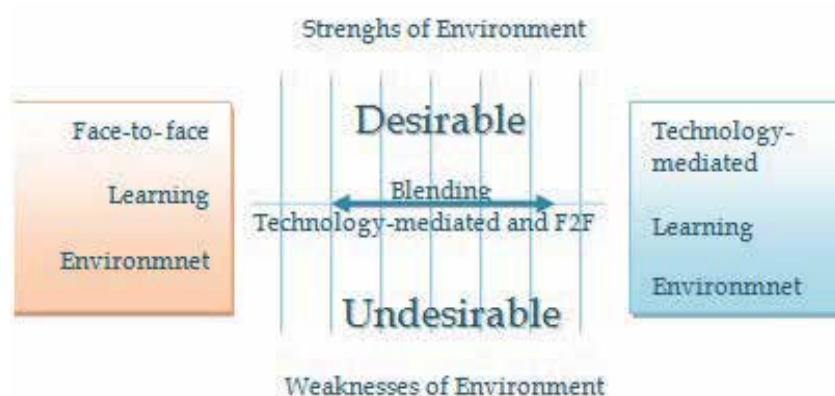 Strenghs of Environment
Face-to-face
Learning
Environmnet
Desirable
Blending
Technology-mediated and F2F
Undesirable
Weaknesses of Environment
Technology-
mediated
Learning
Environmnet